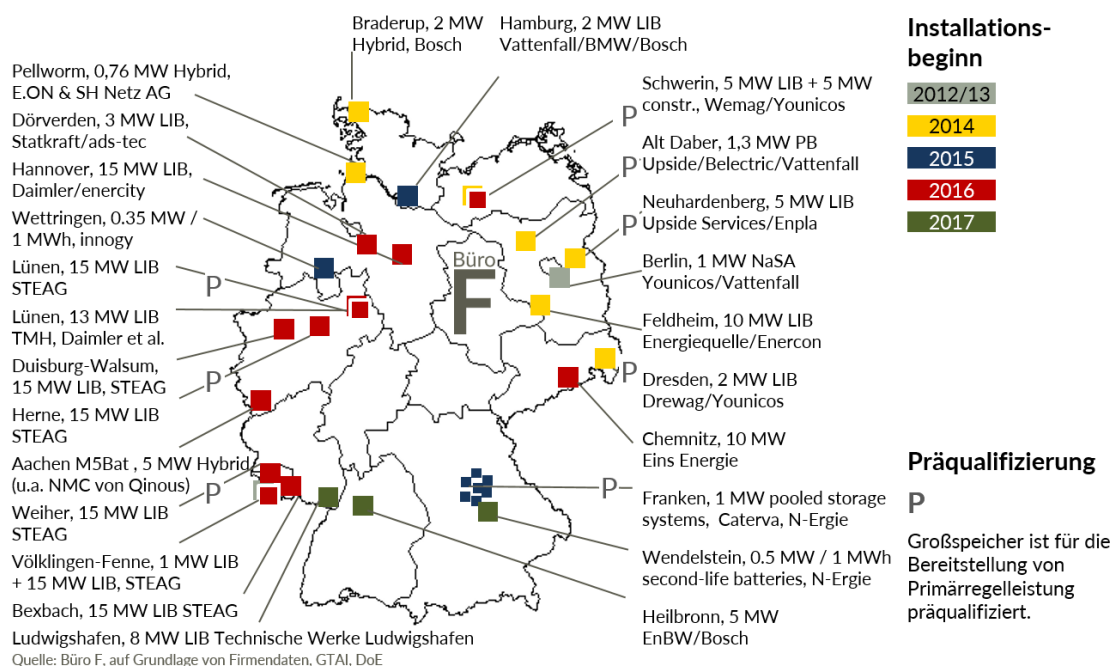 Braderup, 2 MW
Hybrid, Bosch
Hamburg, 2 MW LIB
Vattenfall/BMW/Bosch
Pellworm, 0,76 MW Hybrid,
E.ON & SH Netz AG
Dörverden, 3 MW LIB,
Statkraft/ads-tec
Hannover, 15 MW LIB,
Daimler/enercity
Wettringen, 0.35 MW /
1 MWh, innogy
Lünen, 15 MW LIB
STEAG
P
Lünen, 13 MW LIB
TMH, Daimler et al.
Duisburg-Walsum,
15 MW LIB, STEAG
P
Herne, 15 MW LIB
STEAG
Aachen M5Bat , 5 MW Hybrid
(u.a. NMC von Qinous)
P
Weiher, 15 MW LIB
STEAG
Völklingen-Fenne, 1 MW LIB
+ 15 MW LIB, STEAG
Bexbach, 15 MW LIB STEAG
Ludwigshafen, 8 MW LIB Technische Werke Ludwigshafen
Quelle: Büro F, auf Grundlage von Firmendaten, GTAI, DoE
Büro
F
Schwerin, 5 MW LIB + 5 MW
constr., Wemag/Younicos
P
Alt Daber, 1,3 MW PB
Upside/Belectric/Vattenfall
P
Neuhardenberg, 5 MW LIB
Upside Services/Enpla
P
Berlin, 1 MW NaSA
Younicos/Vattenfall
Feldheim, 10 MW LIB
Energiequelle/Enercon
P
Dresden, 2 MW LIB
Drewag/Younicos
Chemnitz, 10 MW
Eins Energie
P
Franken, 1 MW pooled storage
systems, Caterva, N-Ergie
Wendelstein, 0.5 MW / 1 MWh
second-life batteries, N-Ergie
Heilbronn, 5 MW
EnBW/Bosch
Installations-
beginn
2012/13
2014
2015
2016
2017
Präqualifizierung
P
Großspeicher ist für die
Bereitstellung von
Primärregelleistung
präqualifiziert.